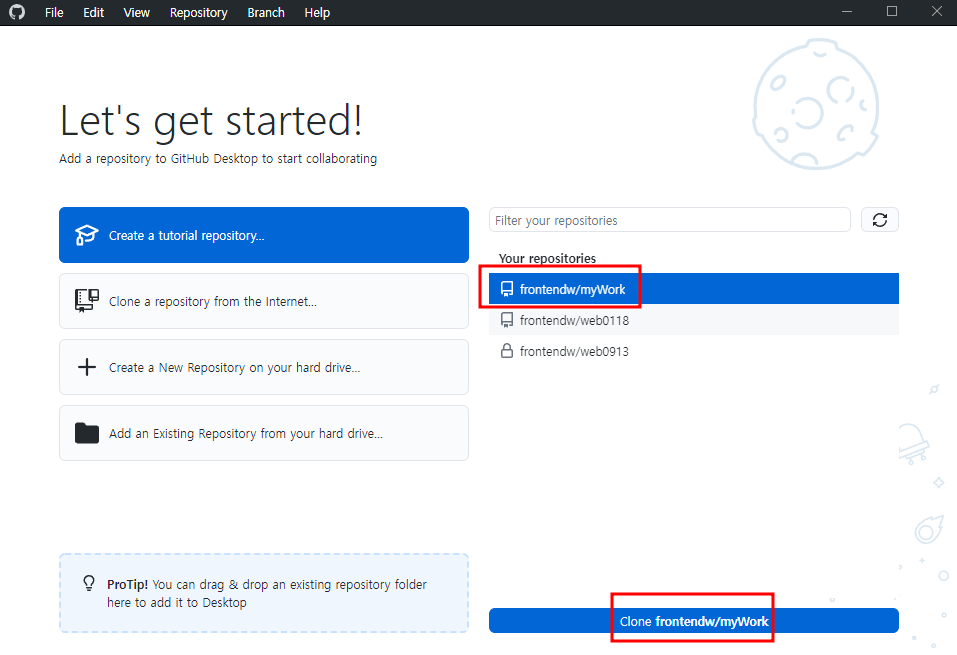 File Edit View Repository Branch Help
Let's get started!
Add a repository to GitHub Desktop to start collaborating
Create a tutorial repository...
Clone a repository from the Internet...
Create a New Repository on your hard drive...
Add an Existing Repository from your hard drive...
ProTip! You can drag & drop an existing repository folder
here to add it to Desktop
Filter your repositories
Your repositories
frontendw/myWork
frontendw/web0118
frontendw/web0913
Clone frontendw/myWork